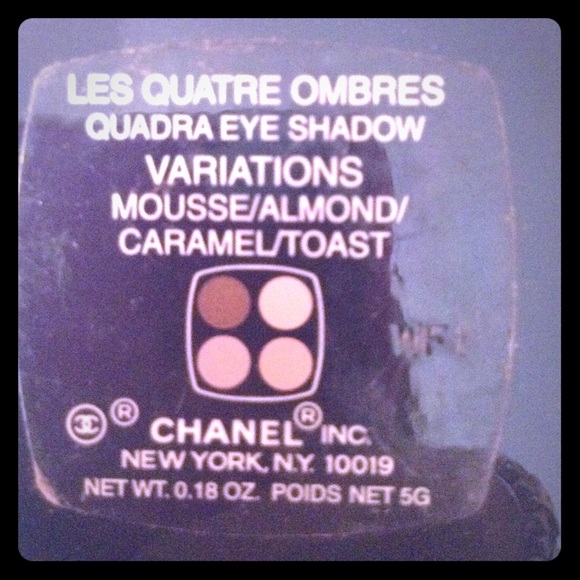 LES QUATRE OMBRES
QUADRA EYE SHADOW
VARIATIONS
MOUSSE/ALMOND/
CARAMEL/TOAST
® CHANEL® INC.
NEW YORK, N.Y. 10019
NET WT. 0.18 OZ. POIDS NET 5G